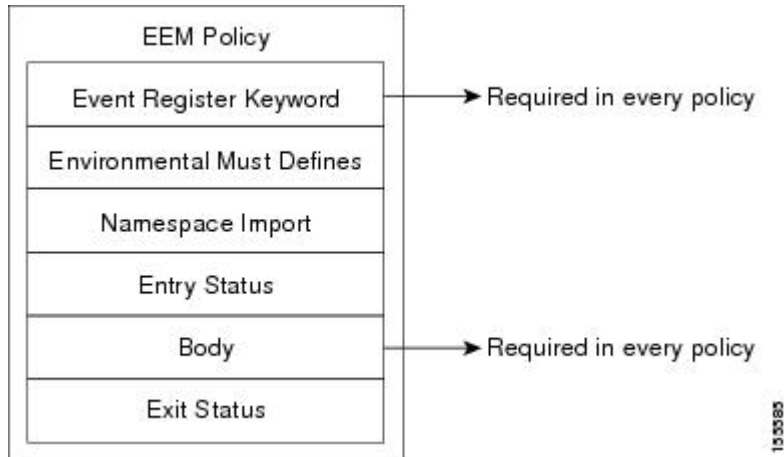 EEM Policy
Event Register Keyword
Required in every policy
Environmental Must Defines
Namespace Import
Entry Status
Body
Required in every policy
Exit Status
155585